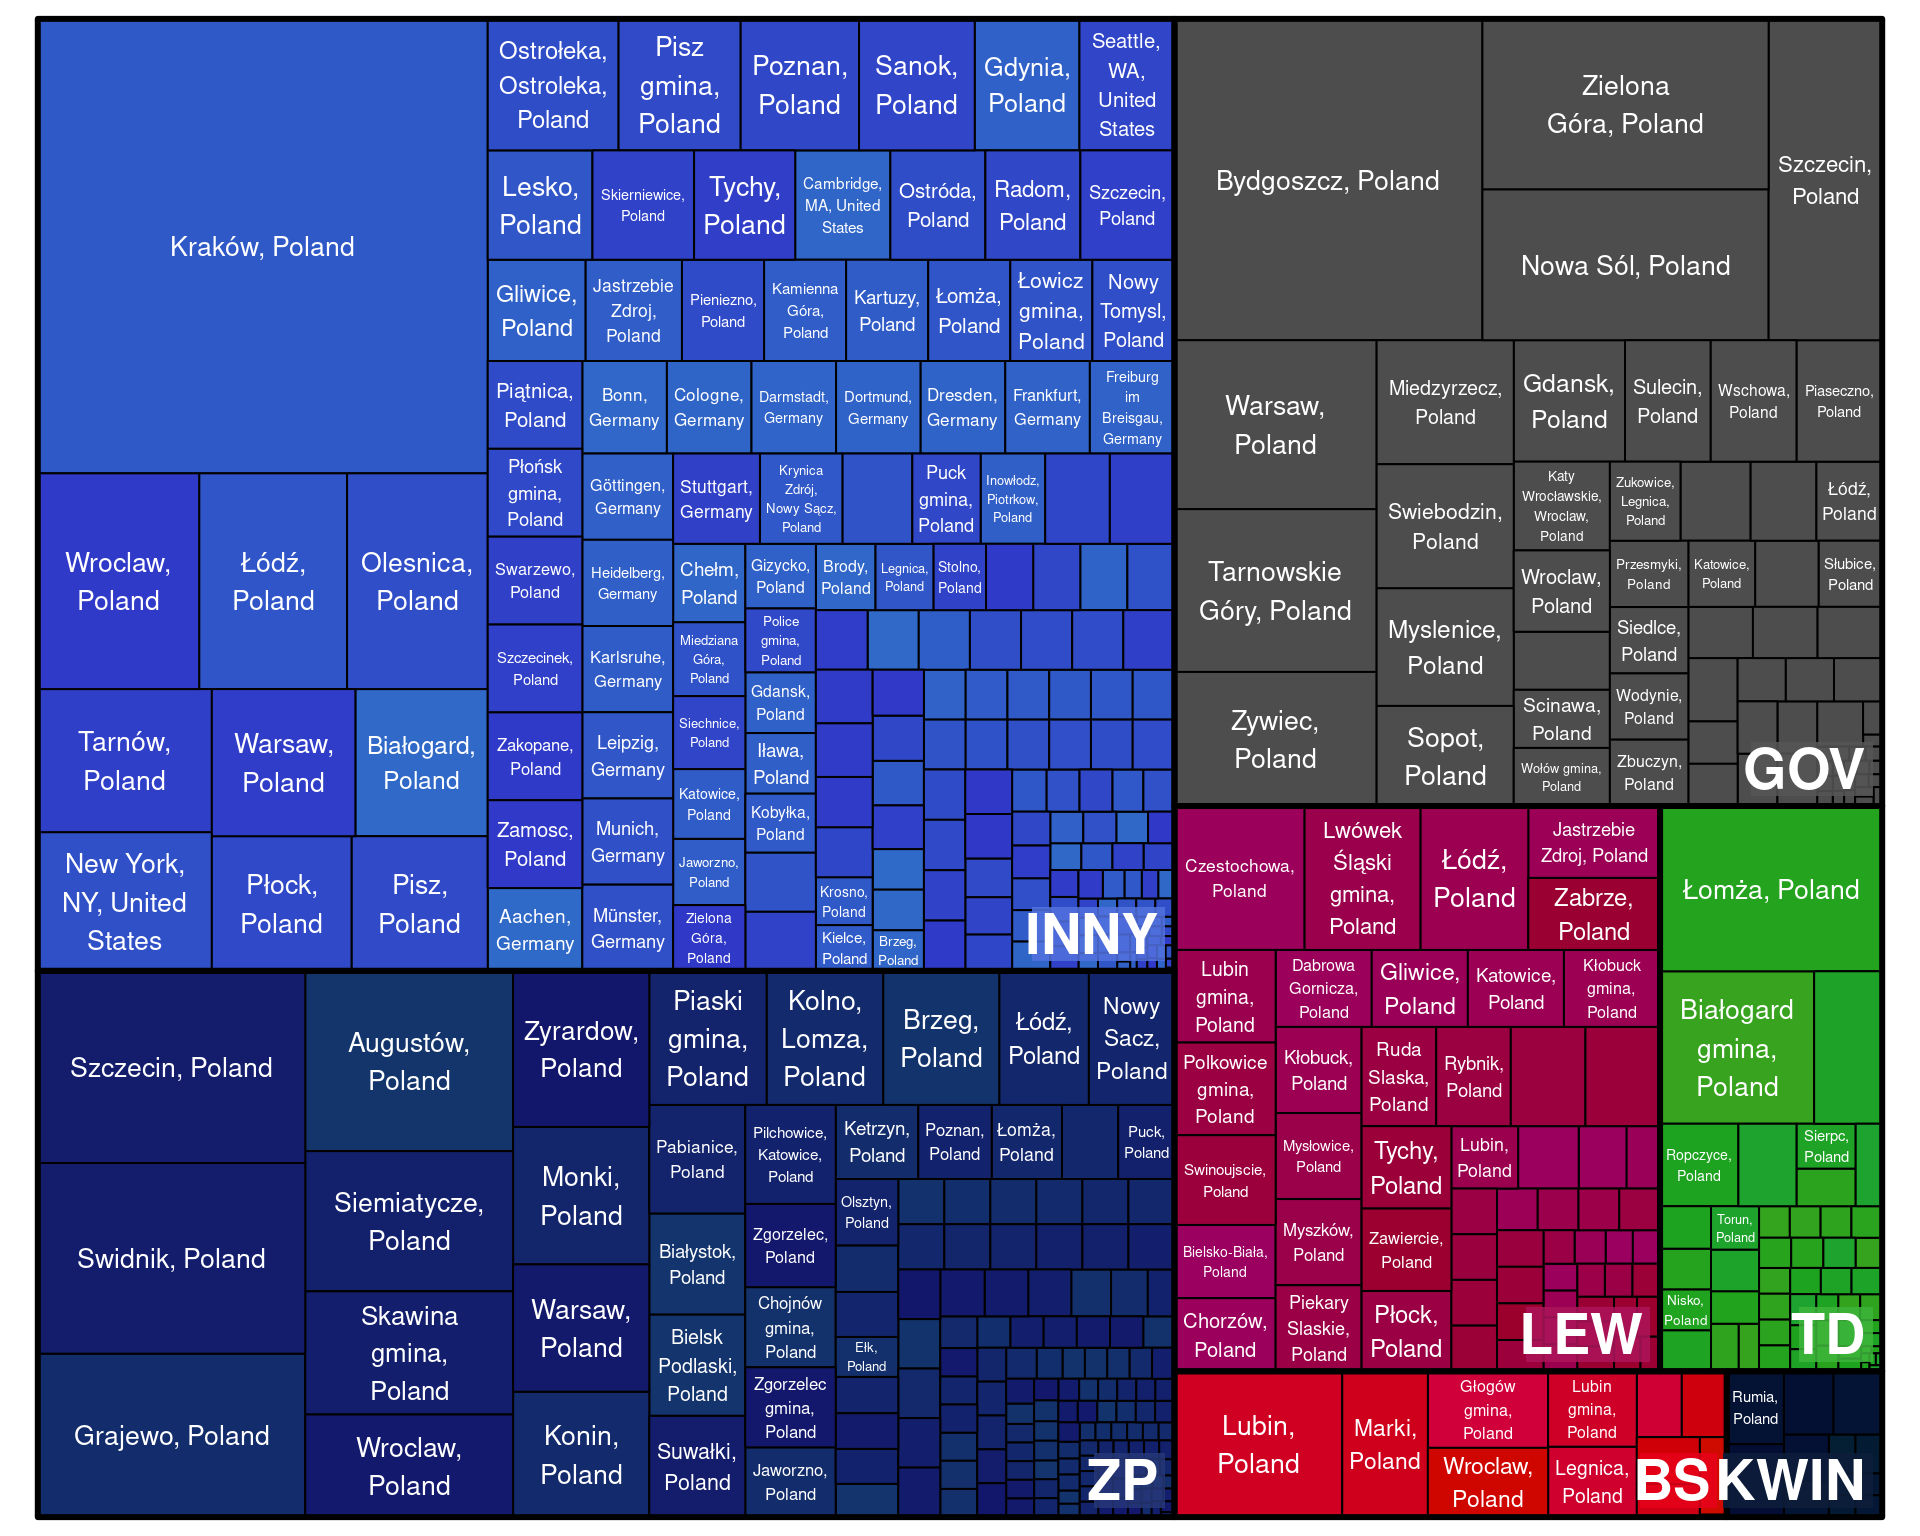 Kraków, Poland
Ostrołeka,
Ostroleka,
Poland
Pisz
gmina,
Poland
Poznan,
Poland
Sanok,
Poland
Gdynia,
Poland
Seattle,
WA,
United
States
Lesko,
Poland
Skierniewice,
Poland
Tychy,
Poland
Cambridge,
MA, United
States
Ostróda,
Poland
Radom,
Poland
Szczecin,
Poland
Gliwice,
Poland
Jastrzebie
Zdroj,
Poland
Pieniezno,
Poland
Kamienna
Góra,
Poland
Kartuzy,
Poland
Łomża,
Poland
Łowicz
gmina,
Poland
Nowy
Tomysl,
Poland
Piątnica,
Poland
Bonn,
Germany
Cologne,
Germany
Darmstadt,
Germany
Dortmund,
Germany
Dresden,
Germany
Frankfurt,
Germany
Freiburg
im
Breisgau,
Germany
Płońsk
gmina,
Poland
Göttingen,
Germany
Stuttgart,
Germany
Krynica
Zdrój,
Nowy Sącz,
Poland
Puck
gmina,
Poland
Inowłodz,
Piotrkow,
Poland
Wroclaw,
Poland
Łódź,
Poland
Olesnica,
Poland
Swarzewo,
Poland
Heidelberg,
Germany
Chełm,
Poland
Gizycko,
Poland
Brody,
Poland
Legnica,
Poland
Stolno,
Poland
Szczecinek,
Poland
Karlsruhe,
Germany
Miedziana
Góra,
Poland
Police
gmina,
Poland
Gdansk,
Poland
Tarnów,
Poland
Warsaw,
Poland
Białogard,
Poland
Zakopane,
Poland
Leipzig,
Germany
Siechnice,
Poland
Iława,
Poland
Katowice,
Poland
Kobyłka,
Poland
Zamosc,
Poland
Munich,
Germany
Jaworzno,
Poland
New York,
NY, United
States
Płock,
Poland
Pisz,
Poland
Aachen,
Germany
Münster,
Germany
Zielona
Góra,
Poland
Krosno,
Poland
Kielce,
Poland
Brzeg,
Poland
INNY
Bydgoszcz, Poland
Zielona
Góra, Poland
Nowa Sól, Poland
Szczecin,
Poland
Warsaw,
Poland
Tarnowskie
Góry, Poland
Zywiec,
Poland
Miedzyrzecz,
Poland
Swiebodzin,
Poland
Myslenice,
Poland
Sopot,
Poland
Gdansk,
Poland
Sulecin,
Poland
Wschowa,
Poland
Piaseczno,
Poland
Katy
Wrocławskie,
Wroclaw,
Poland
Zukowice,
Legnica,
Poland
Łódź,
Poland
Wroclaw,
Poland
Przesmyki,
Poland
Katowice,
Poland
Słubice,
Poland
Siedlce,
Poland
Scinawa,
Poland
Wodynie,
Poland
Wołów gmina,
Poland
Zbuczyn,
Poland
GOV
Szczecin, Poland
Swidnik, Poland
Grajewo, Poland
Augustów,
Poland
Siemiatycze,
Poland
Skawina
gmina,
Poland
Wroclaw,
Poland
Zyrardow,
Poland
Monki,
Poland
Warsaw,
Poland
Konin,
Poland
Piaski
gmina,
Poland
Kolno,
Lomza,
Poland
Brzeg,
Poland
Łódź,
Poland
Nowy
Sacz,
Poland
Pabianice,
Poland
Pilchowice,
Katowice,
Poland
Ketrzyn,
Poland
Poznan,
Poland
Łomża,
Poland
Puck,
Poland
Białystok,
Poland
Zgorzelec,
Poland
Olsztyn,
Poland
Bielsk
Podlaski,
Poland
Chojnów
gmina,
Poland
Ełk,
Poland
Suwałki,
Poland
Zgorzelec
gmina,
Poland
Jaworzno,
Poland
ZP
Czestochowa,
Poland
Lwówek
Śląski
gmina,
Poland
Łódź,
Poland
Jastrzebie
Zdroj, Poland
Zabrze,
Poland
Lubin
gmina,
Poland
Dabrowa
Gornicza,
Poland
Gliwice,
Poland
Katowice,
Poland
Kłobuck
gmina,
Poland
Polkowice
gmina,
Poland
Kłobuck,
Poland
Ruda
Slaska,
Poland
Rybnik,
Poland
Swinoujscie,
Poland
Mysłowice,
Poland
Tychy,
Poland
Lubin,
Poland
Bielsko-Biała,
Poland
Myszków,
Poland
Zawiercie,
Poland
Chorzów,
Poland
Piekary
Slaskie,
Poland
Płock,
Poland
LEW
Łomża, Poland
Białogard
gmina,
Poland
Ropczyce,
Poland
Sierpc,
Poland
Torun,
Poland
Nisko,
Poland
TD
Lubin,
Poland
Marki,
Poland
Głogów
gmina,
Poland
Wroclaw,
Poland
Lubin
gmina,
Poland
Legnica,
Poland
BS
Rumia,
Poland
KWIN